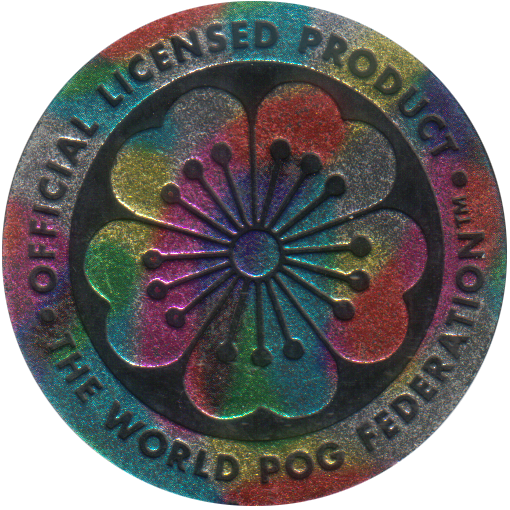 • OFFICIAL LICENSED PRODUCT •
THE WORLD POG FEDERATION™